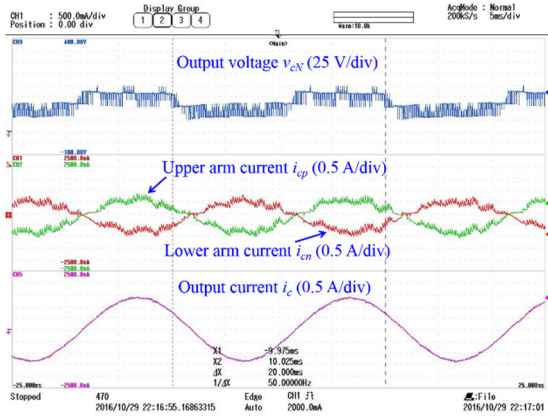 CH1 : 500.0mA/div
Position : 0.00 div
Display Group
1 2 3 4
AcqMode : Normal
200kS/s 5ms/div
Main:10.0k
CH3 400.00V
<Main>
Output voltage vcN (25 V/div)
-100.00V
CH1 2500.0mA
CH2 2500.0mA
Upper arm current icp (0.5 A/div)
Lower arm current icn (0.5 A/div)
-2500.0mA
-2500.0mA
CH5 2500.0mA
Output current ic (0.5 A/div)
X1 -9.975ms
X2 10.025ms
ΔX 20.000ms
1/ΔX 50.00000Hz
-25.000ms -2500.0mA 25.000ms
Stopped 470 Edge CH1 File
2016/10/29 22:16:55.16863315 Auto 2000.0mA 2016/10/29 22:17:01